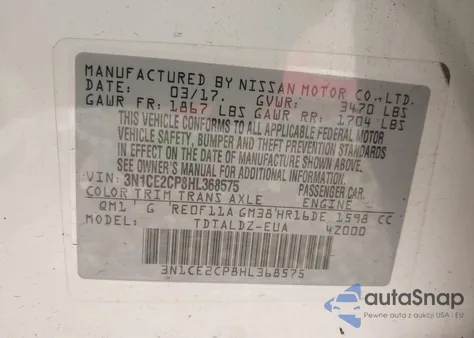 MANUFACTURED BY NISSAN MOTOR CO.,LTD.
DATE: 03/17. GVWR: 3470 LBS
GAWR FR: 1867 LBS GAWR RR: 1704 LBS
THIS VEHICLE CONFORMS TO ALL APPLICABLE FEDERAL MOTOR
VEHICLE SAFETY, BUMPER, AND THEFT PREVENTION STANDARDS
IN EFFECT ON THE DATE OF MANUFACTURE SHOWN ABOVE.
SEE OWNER'S MANUAL FOR ADDITIONAL INFORMATION.
VIN: 3N1CE2CP8HL368575 PASSENGER CAR
COLOR TRIM TRANS AXLE ENGINE
QM1 G RE0F11A GM38 HR16DE 1598 CC
MODEL: TDTALDZ-EUA 4Z000
3N1CE2CP8HL368575
autoSnap
Pewne auta z aukcji USA i EU